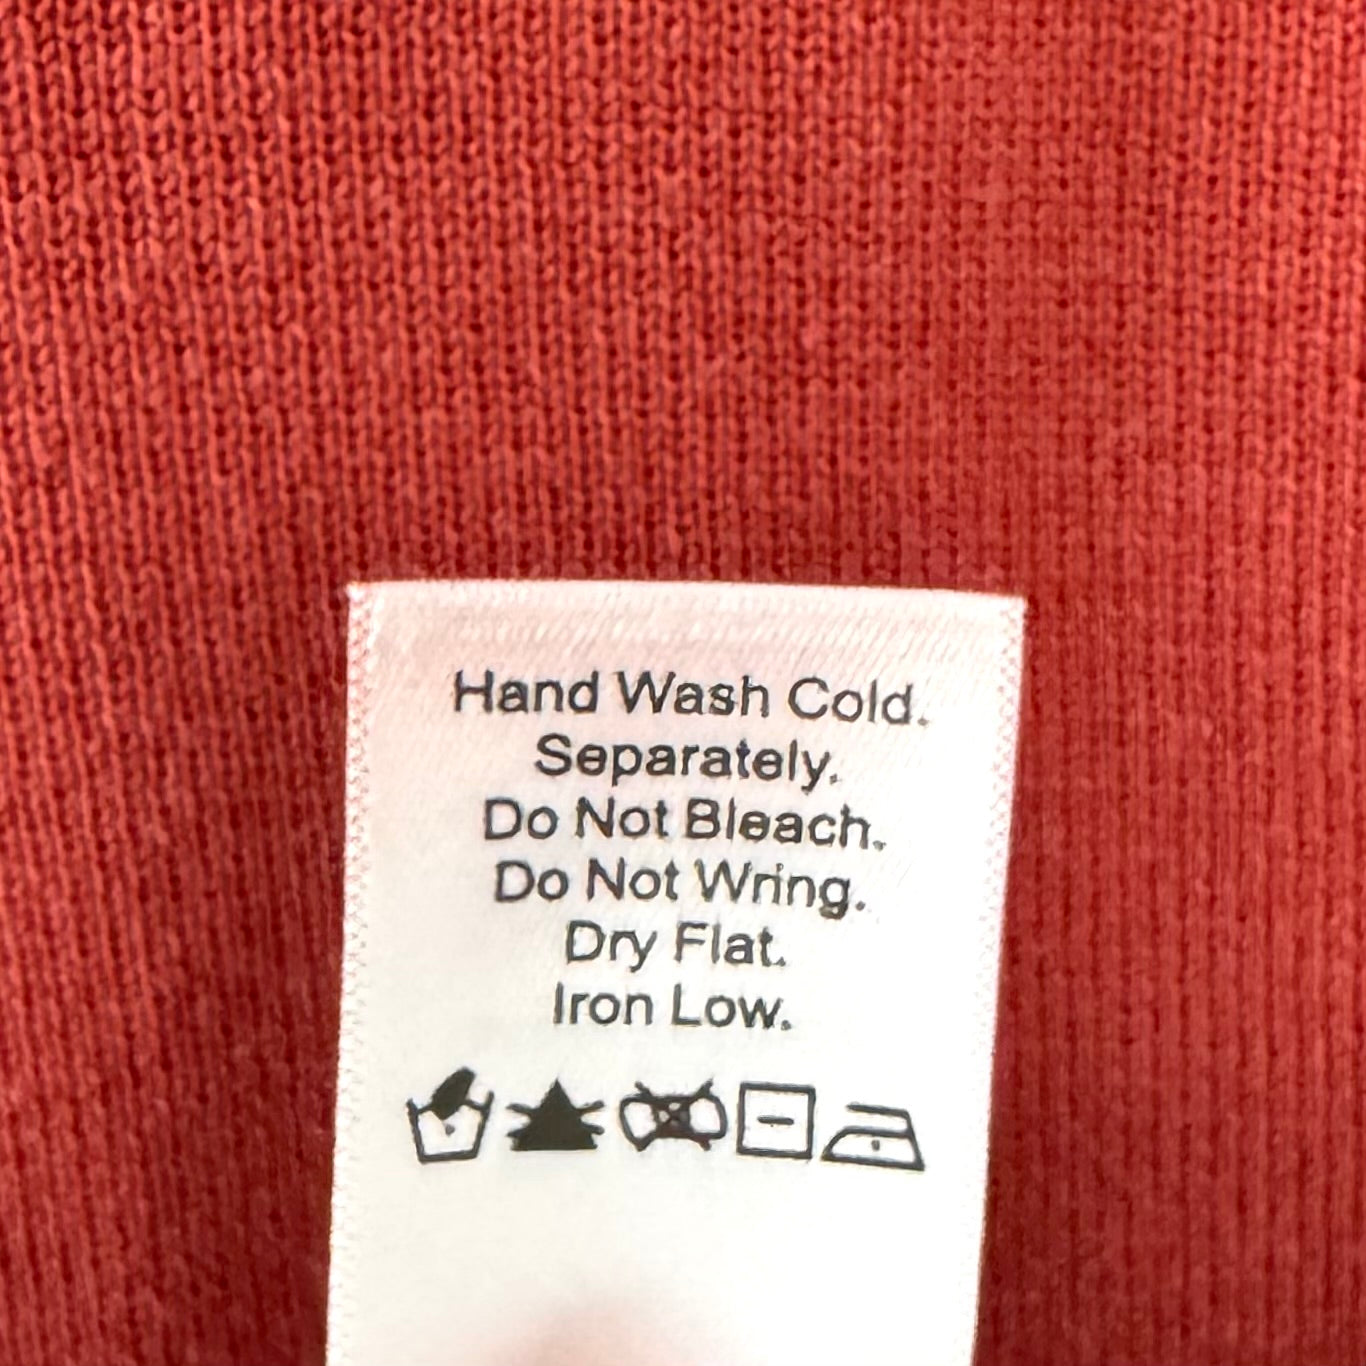 Hand Wash Cold.
Separately.
Do Not Bleach.
Do Not Wring.
Dry Flat.
Iron Low.